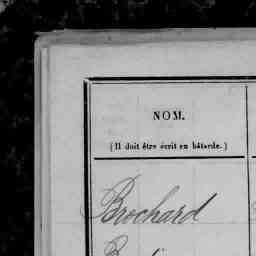 NOM.
(Il doit être écrit en bâtarde.)
Brochard